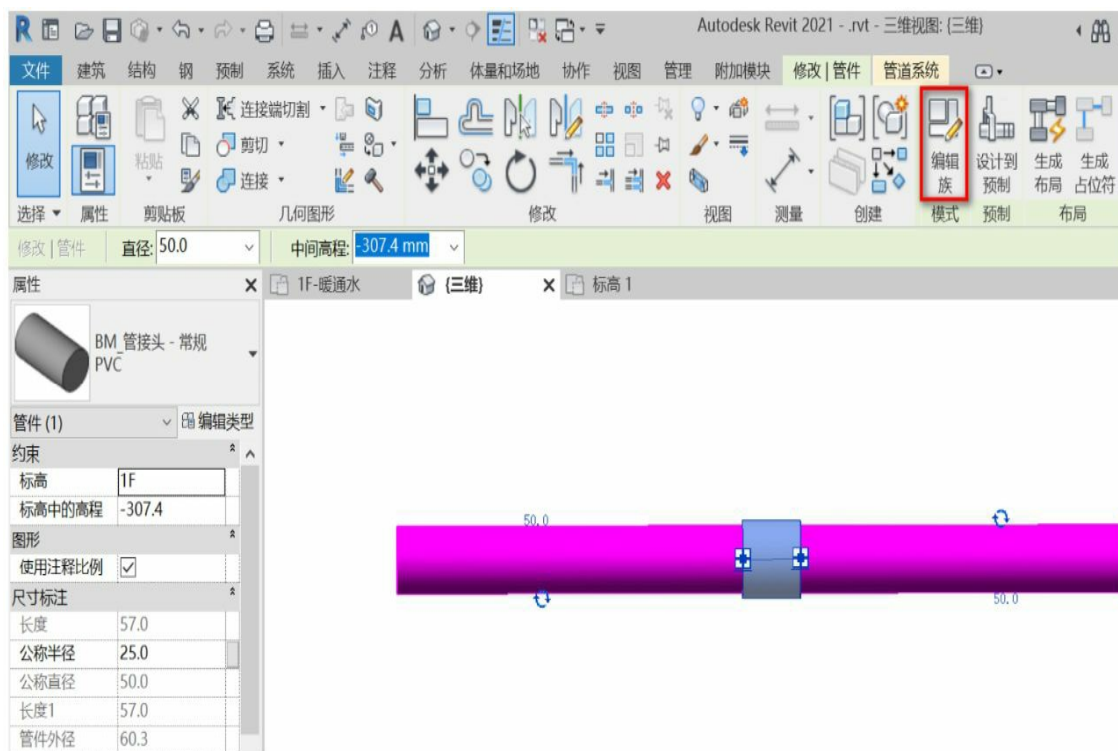 Autodesk Revit 2021 - .rvt - 三维视图: {三维}
文件 建筑 结构 钢 预制 系统 插入 注释 分析 体量和场地 协作 视图 管理 附加模块 修改 | 管件 管道系统
连接端切割
剪切
连接
修改
粘贴
编辑族
设计到预制
生成布局
生成占位符
选择 属性 剪贴板 几何图形 修改 视图 测量 创建 模式 预制 布局
修改 | 管件 直径: 50.0 中间高程: -307.4 mm
属性
1F-暖通水 {三维} 标高 1
BM_管接头 - 常规
PVC
管件 (1) 编辑类型
约束
标高 1F
标高中的高程 -307.4
图形
使用注释比例
尺寸标注
长度 57.0
公称半径 25.0
公称直径 50.0
长度1 57.0
管件外径 60.3
50.0
50.0